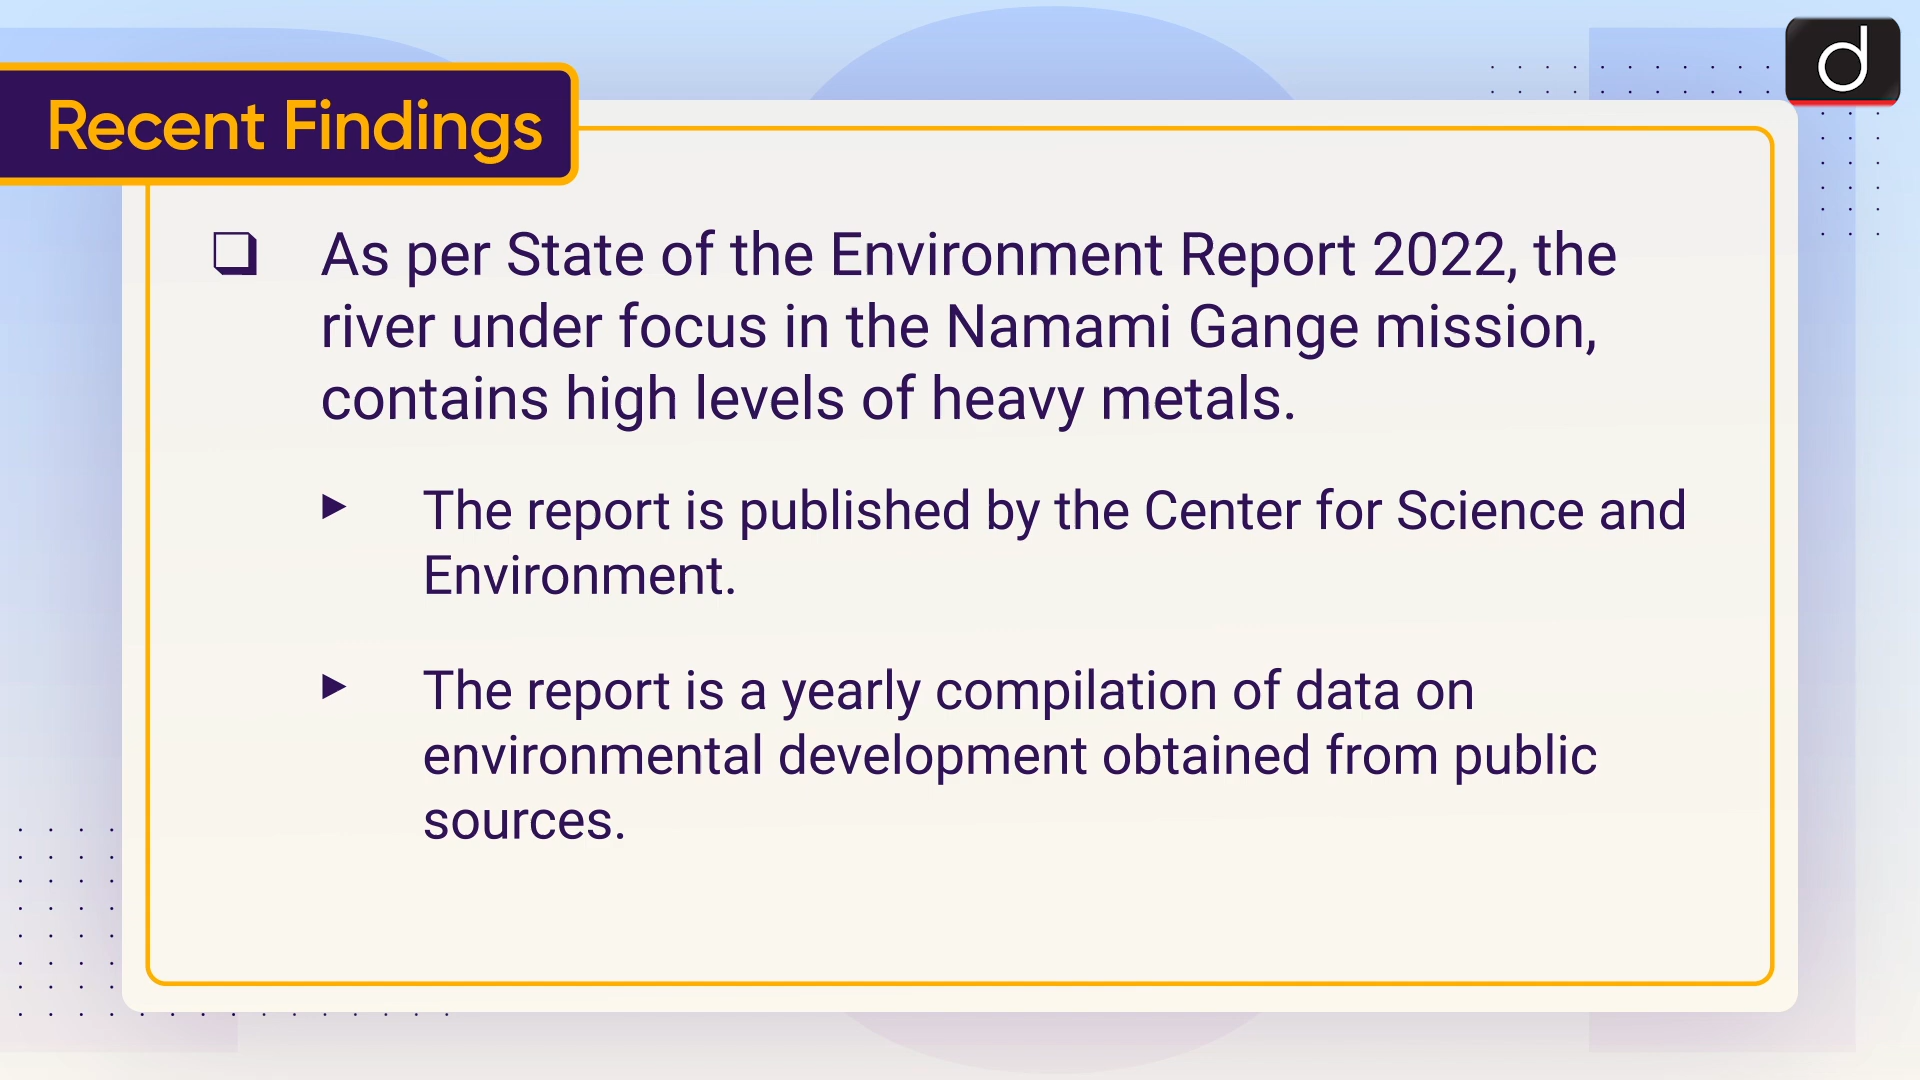 Recent Findings
d
❑ As per State of the Environment Report 2022, the
river under focus in the Namami Gange mission,
contains high levels of heavy metals.
► The report is published by the Center for Science and
Environment.
► The report is a yearly compilation of data on
environmental development obtained from public
sources.